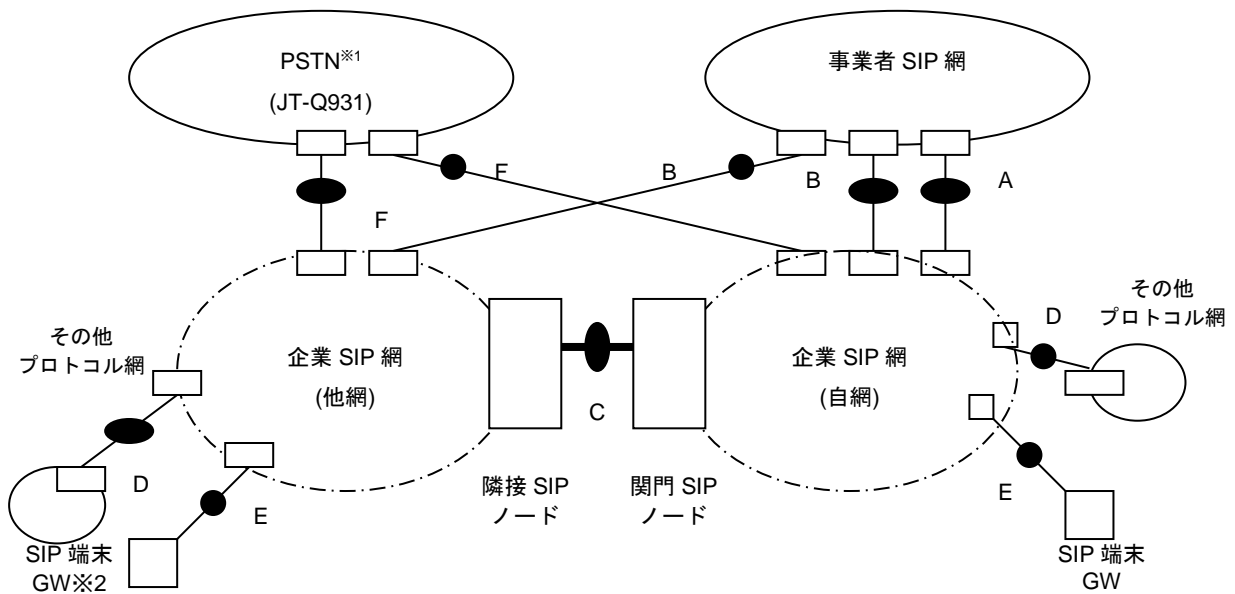 PSTN※1
(JT-Q931)
事業者 SIP 網
F
B
B
A
F
その他
プロトコル網
企業 SIP 網
(他網)
C
企業 SIP 網
(自網)
D
その他
プロトコル網
D
E
隣接 SIP
ノード
関門 SIP
ノード
E
SIP 端末
GW※2
SIP 端末
GW